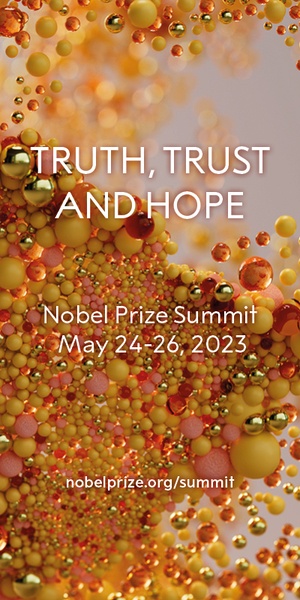 TRUTH, TRUST
AND HOPE
Nobel Prize Summit
May 24-26, 2023
nobelprize.org/summit